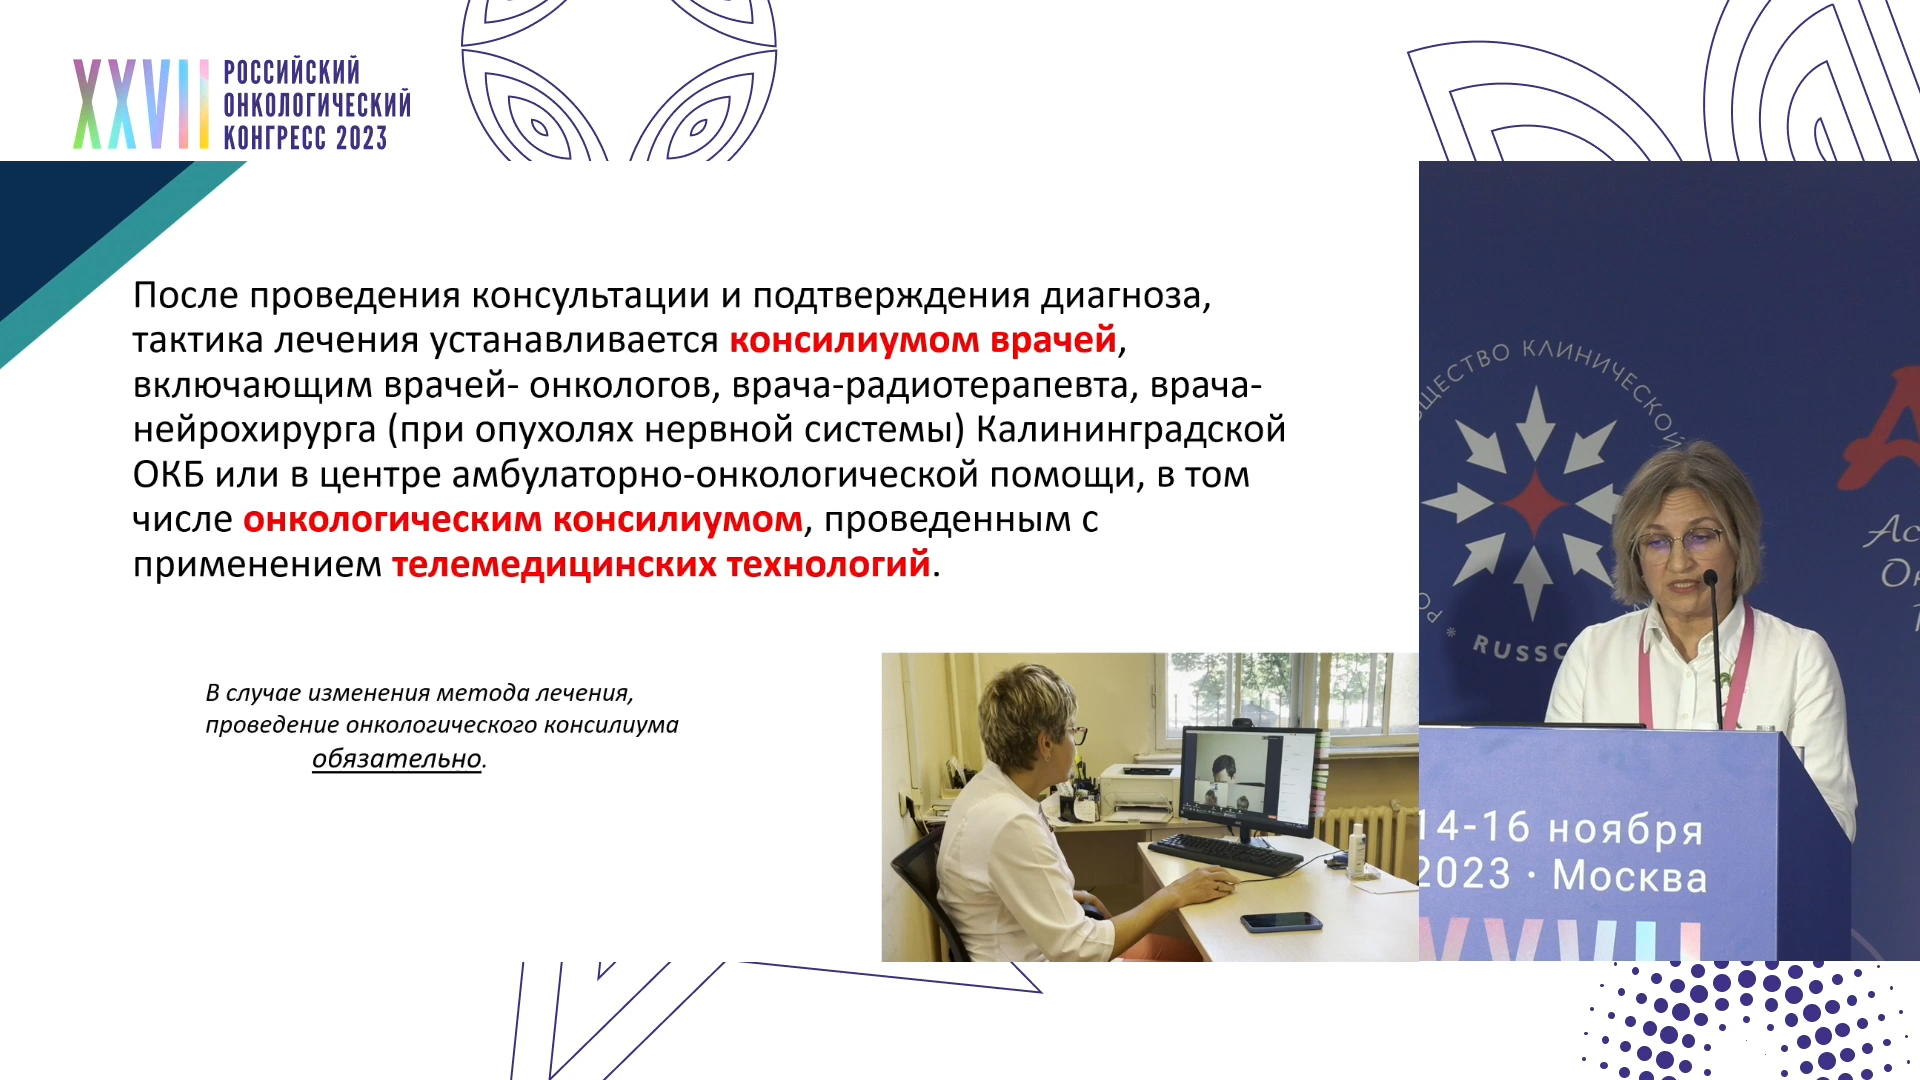 XXVII
РОССИЙСКИЙ
ОНКОЛОГИЧЕСКИЙ
КОНГРЕСС 2023
После проведения консультации и подтверждения диагноза,
тактика лечения устанавливается консилиумом врачей,
включающим врачей- онкологов, врача-радиотерапевта, врача-
нейрохирурга (при опухолях нервной системы) Калининградской
ОКБ или в центре амбулаторно-онкологической помощи, в том
числе онкологическим консилиумом, проведенным с
применением телемедицинских технологий.
В случае изменения метода лечения,
проведение онкологического консилиума
обязательно.
КЛИНИЧЕСКОЙ
14-16 ноября
2023 · Москва
XXVII